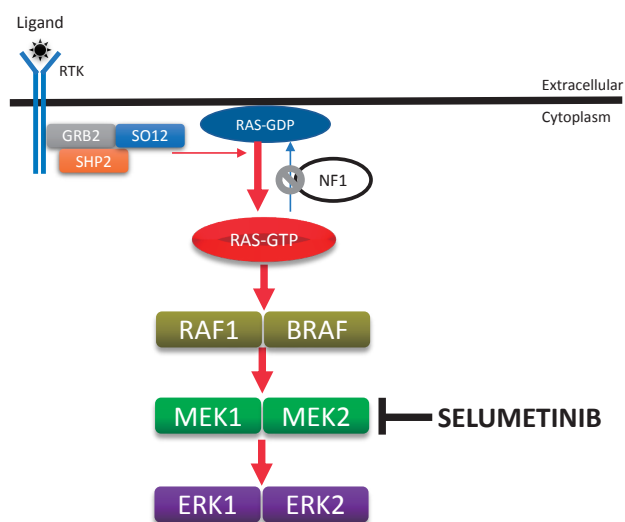 Ligand
RTK
Extracellular
Cytoplasm
GRB2
SO12
SHP2
RAS-GDP
NF1
RAS-GTP
RAF1
BRAF
MEK1
MEK2
SELUMETINIB
ERK1
ERK2